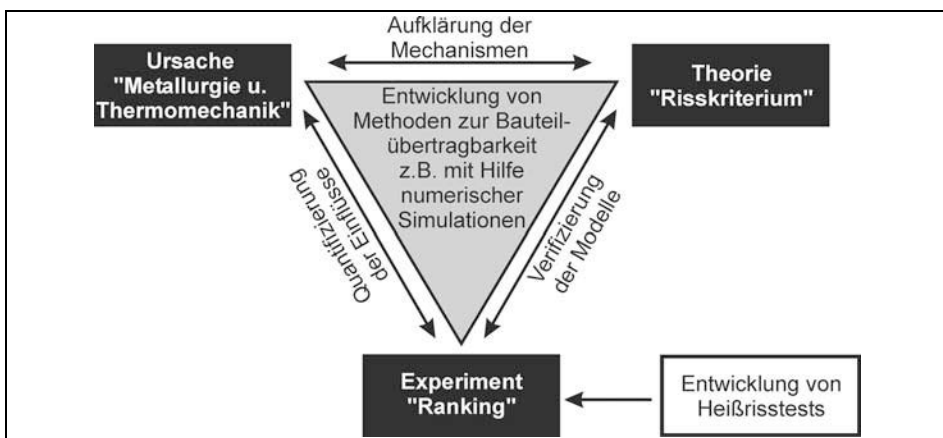 Aufklärung der
Mechanismen
Ursache
"Metallurgie u.
Thermomechanik"
Theorie
"Risskriterium"
Entwicklung von
Methoden zur Bauteil-
übertragbarkeit
z.B. mit Hilfe
numerischer
Simulationen
Quantifizierung
der Einflüsse
Verifizierung
der Modelle
Experiment
"Ranking"
Entwicklung von
Heißrisstests